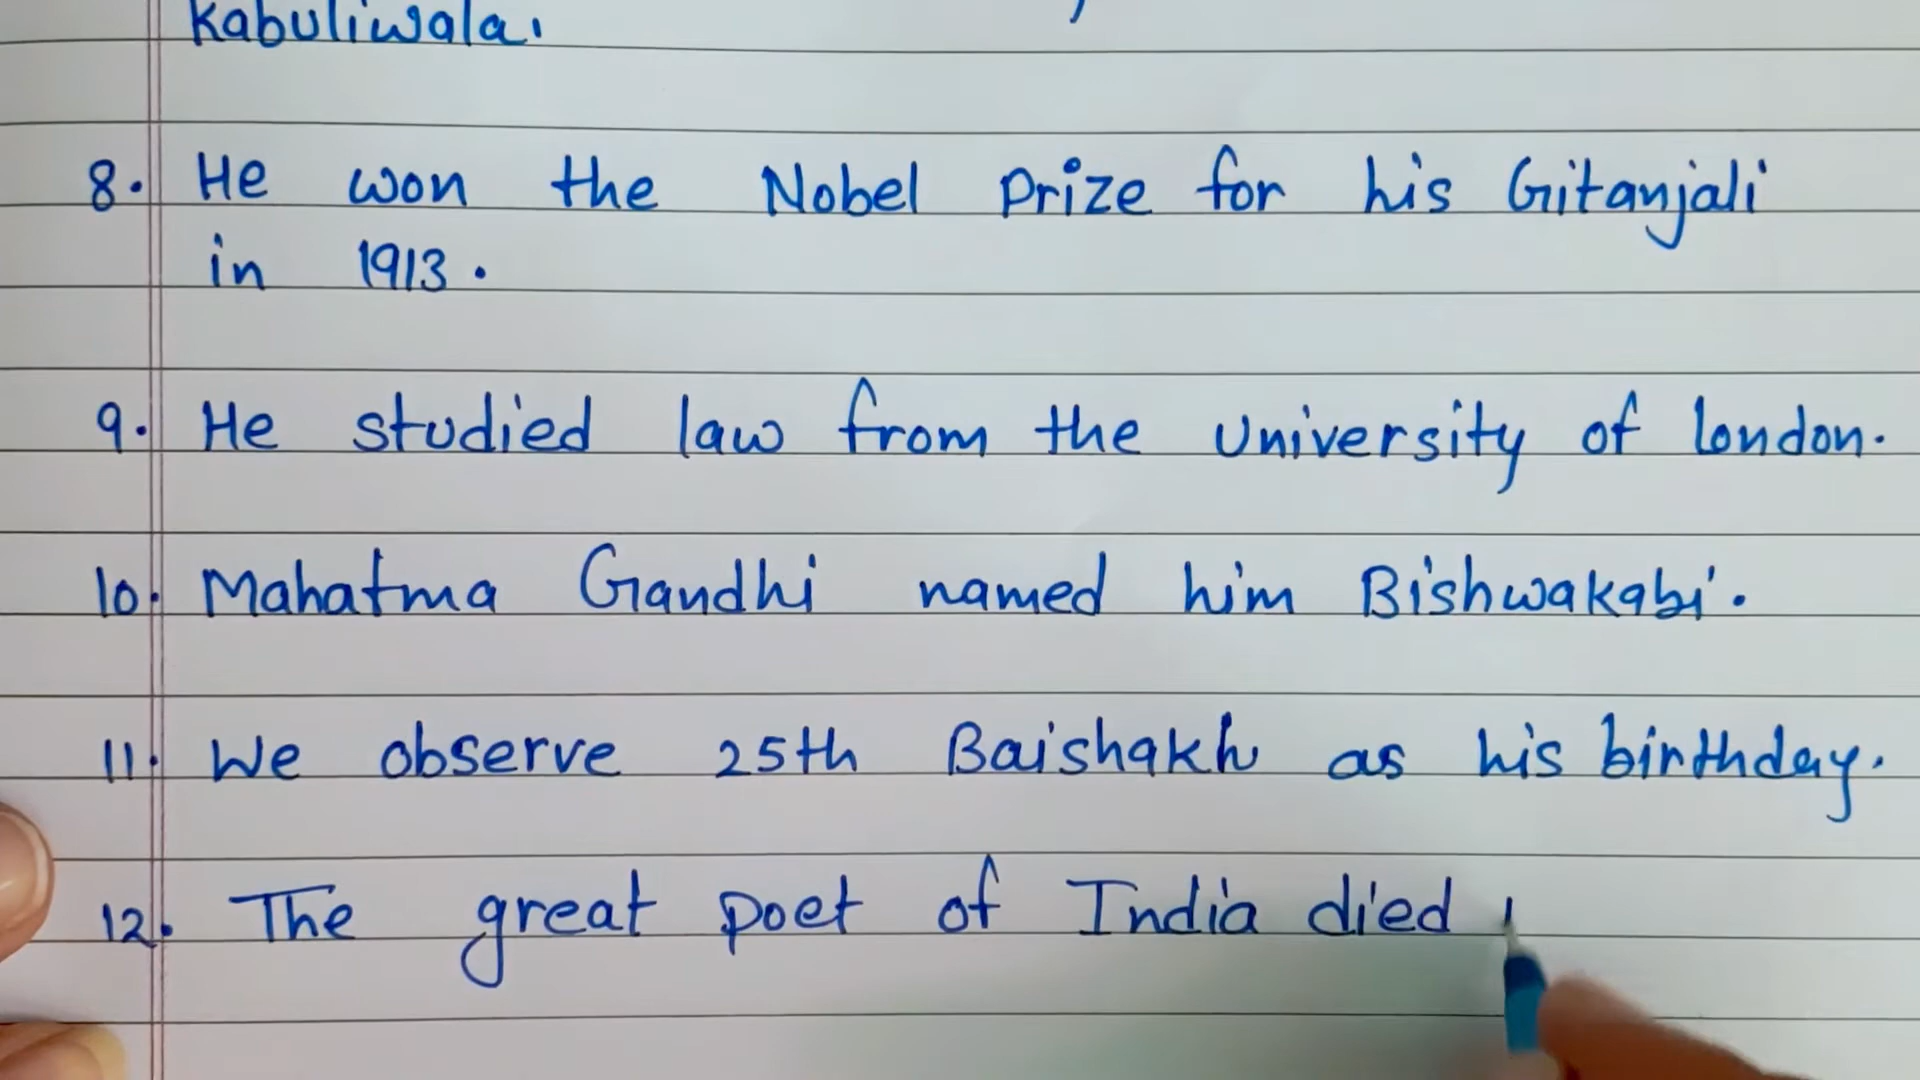 Kabuliwala.
8. He won the Nobel Prize for his Gitanjali
in 1913.
9. He studied law from the University of London.
10. Mahatma Gandhi named him Bishwakabi.
11. We observe 25th Baishakh as his birthday.
12. The great poet of India died